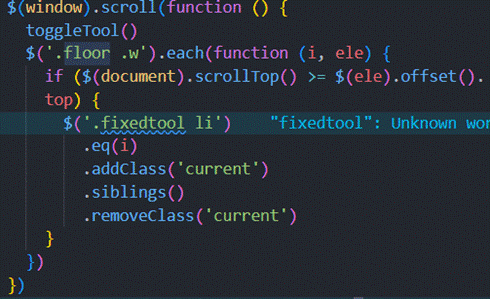 $(window).scroll(function () {
toggleTool()
$('.floor .w').each(function (i, ele) {
if ($(document).scrollTop() >= $(ele).offset().
top) {
$('.fixedtool li') "fixedtool": Unknown wor
.eq(i)
.addClass('current')
.siblings()
.removeClass('current')
}
})
})